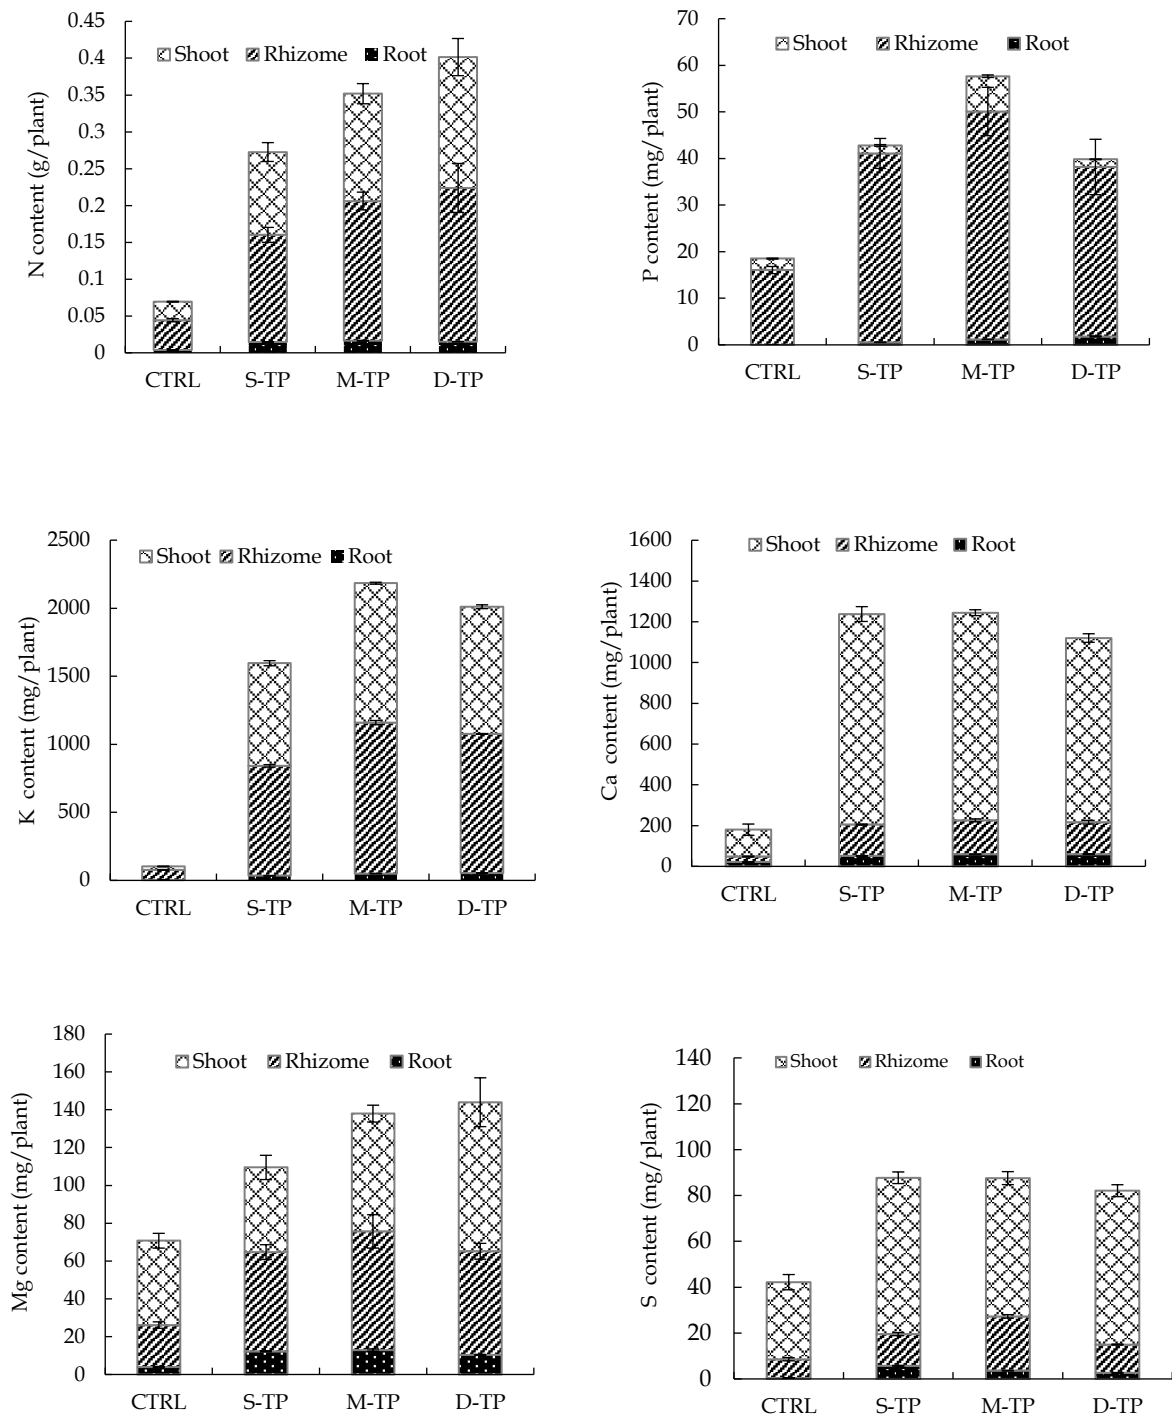 N content (g/plant)
0.45
0.4
0.35
0.3
0.25
0.2
0.15
0.1
0.05
0
Shoot Rhizome Root
CTRL S-TP M-TP D-TP
P content (mg/plant)
70
60
50
40
30
20
10
0
Shoot Rhizome Root
CTRL S-TP M-TP D-TP
K content (mg/plant)
2500
2000
1500
1000
500
0
Shoot Rhizome Root
CTRL S-TP M-TP D-TP
Ca content (mg/plant)
1600
1400
1200
1000
800
600
400
200
0
Shoot Rhizome Root
CTRL S-TP M-TP D-TP
Mg content (mg/plant)
180
160
140
120
100
80
60
40
20
0
Shoot Rhizome Root
CTRL S-TP M-TP D-TP
S content (mg/plant)
140
120
100
80
60
40
20
0
Shoot Rhizome Root
CTRL S-TP M-TP D-TP